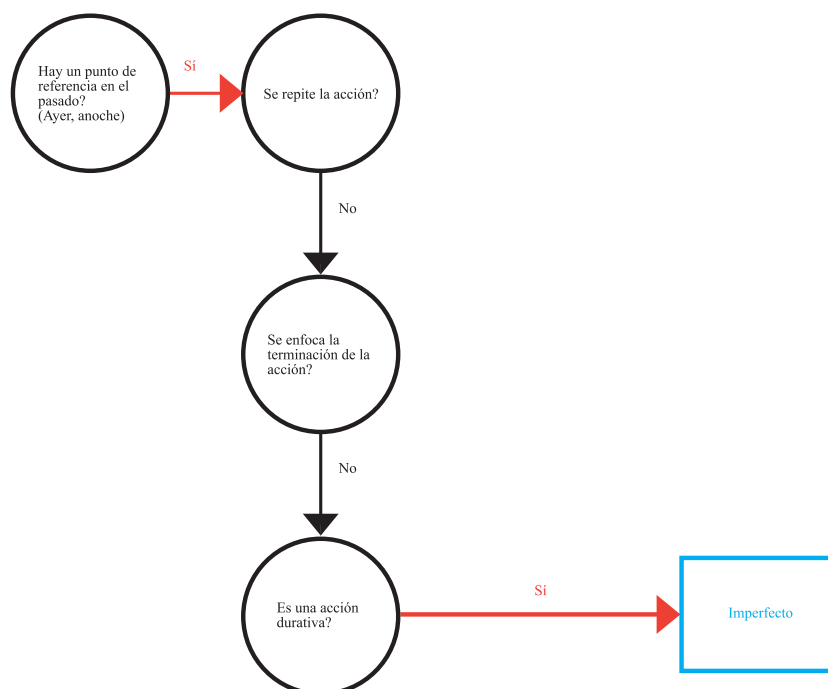 Hay un punto de
referencia en el
pasado?
(Ayer, anoche)
Sí
Se repite la acción?
No
Se enfoca la
terminación de la
acción?
No
Es una acción
durativa?
Sí
Imperfecto